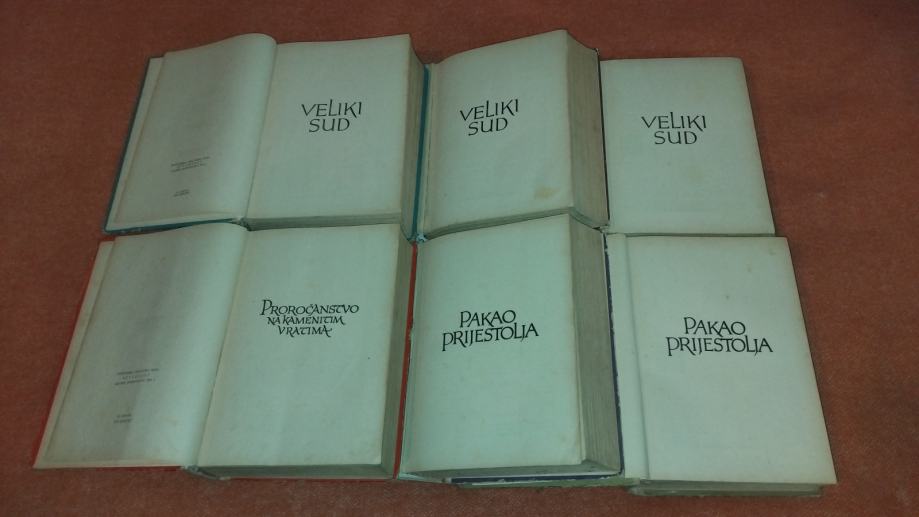 VELIKI
SUD
VELIKI
SUD
VELIKI
SUD
PROROČANSTVO
NA KAMENITIM
VRATIMA
PAKAO
PRIJESTOLJA
PAKAO
PRIJESTOLJA